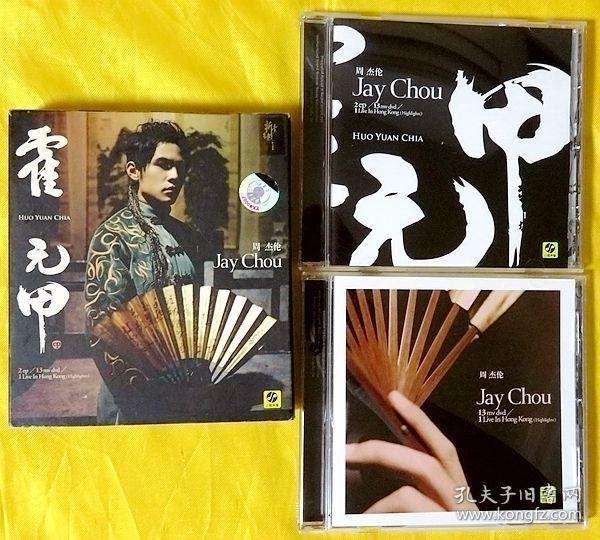 霍元甲
HUO YUAN CHIA
周 杰伦
Jay Chou
2 ep / 13 mv dvd /
1 Live In Hong Kong (Highlights)
周 杰伦
Jay Chou
2 ep / 13 mv dvd /
1 Live In Hong Kong (Highlights)
HUO YUAN CHIA
元甲
周 杰伦
Jay Chou
13 mv dvd /
1 Live In Hong Kong (Highlights)
孔夫子旧书网
www.kongfz.com